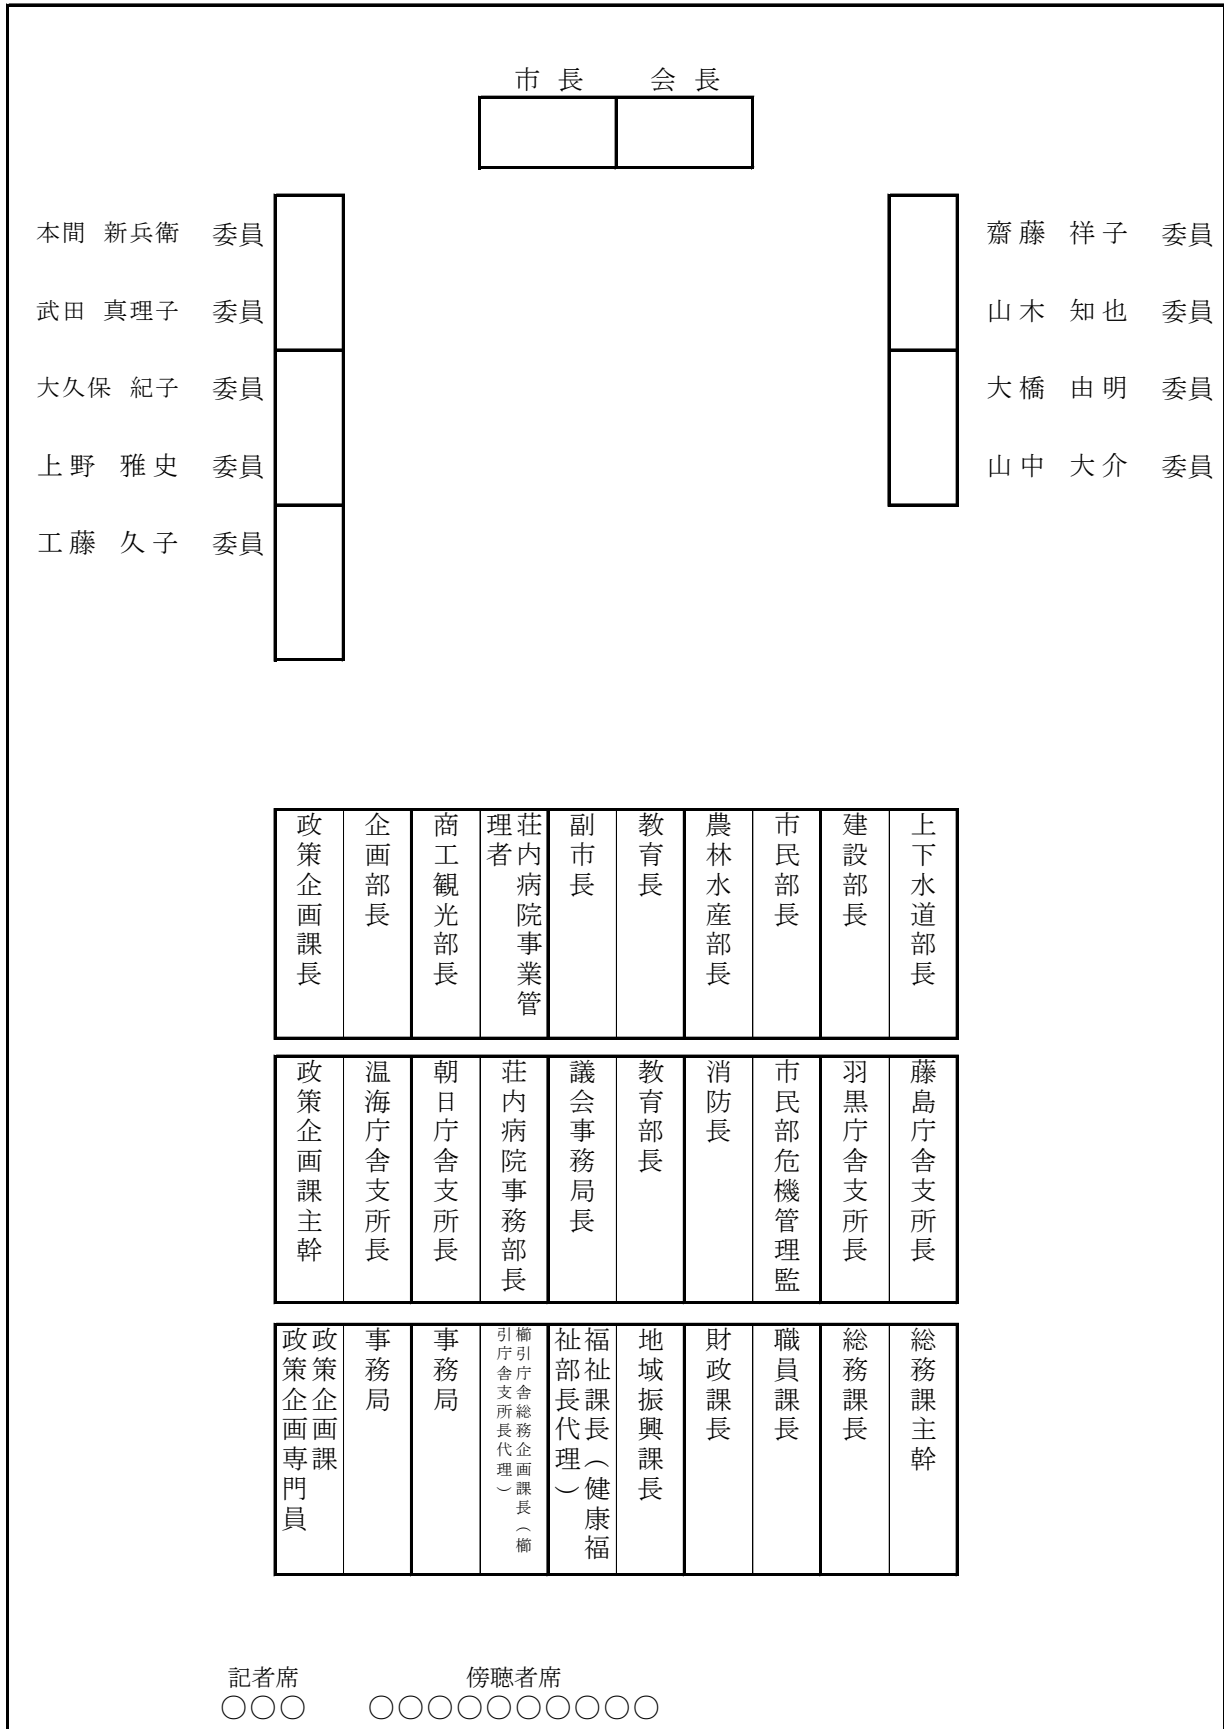 市 長　会 長
本間 新兵衛 委員
武田 真理子 委員
大久保 紀子 委員
上野 雅史 委員
工藤 久子 委員
齋藤 祥子 委員
山木 知也 委員
大橋 由明 委員
山中 大介 委員
政策企画課長
企画部長
商工観光部長
荘内病院事業管
理者
副市長
教育長
農林水産部長
市民部長
建設部長
上下水道部長
政策企画課主幹
温海庁舎支所長
朝日庁舎支所長
荘内病院事務部長
議会事務局長
教育部長
消防長
市民部危機管理監
羽黒庁舎支所長
藤島庁舎支所長
政策企画課
政策企画専門員
事務局
事務局
櫛引庁舎総務企画課長（櫛
引庁舎支所長代理）
福祉課長（健康福
祉部長代理）
地域振興課長
財政課長
職員課長
総務課長
総務課主幹
記者席　傍聴者席
○○○　○○○○○○○○○○